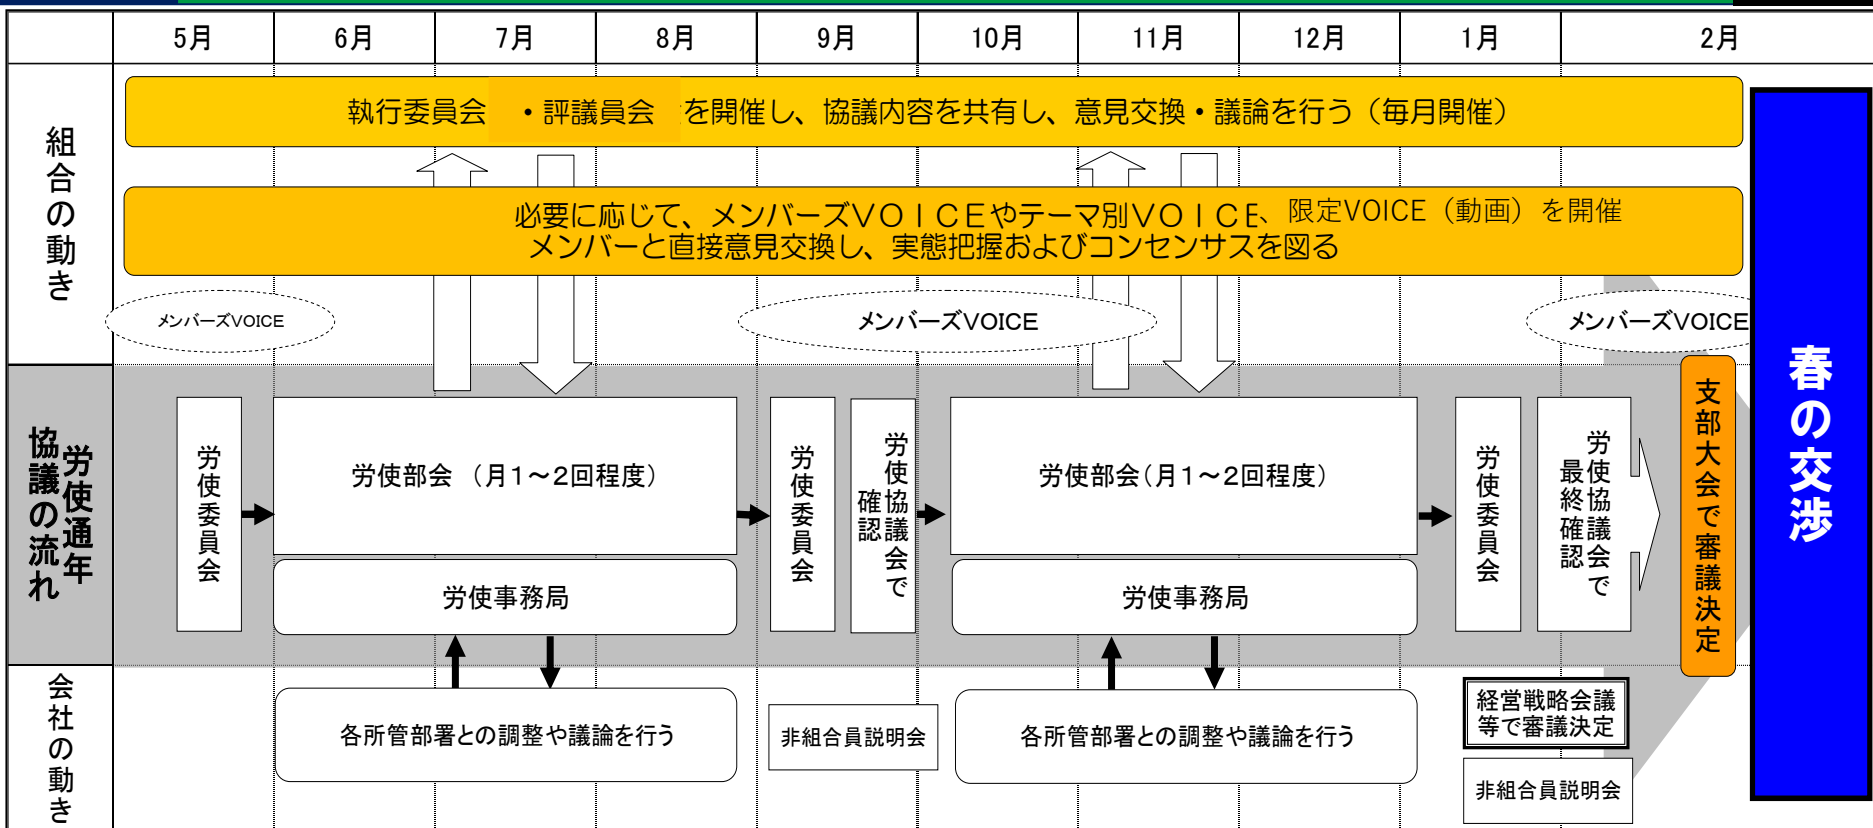 5月 6月 7月 8月 9月 10月 11月 12月 1月 2月
組合の動き
執行委員会 ・評議員会 を開催し、協議内容を共有し、意見交換・議論を行う（毎月開催）
必要に応じて、メンバーズＶＯＩＣＥやテーマ別ＶＯＩＣＥ、限定VOICE（動画）を開催
メンバーと直接意見交換し、実態把握およびコンセンサスを図る
メンバーズVOICE
メンバーズVOICE
メンバーズVOICE
春の交渉
労使通年
協議の流れ
労使委員会
労使部会 （月１～２回程度）
労使事務局
労使委員会
労使協議会で
確認
労使部会（月１～２回程度）
労使事務局
労使委員会
労使協議会で
最終確認
支部大会で審議決定
会社の動き
各所管部署との調整や議論を行う
非組合員説明会
各所管部署との調整や議論を行う
経営戦略会議
等で審議決定
非組合員説明会